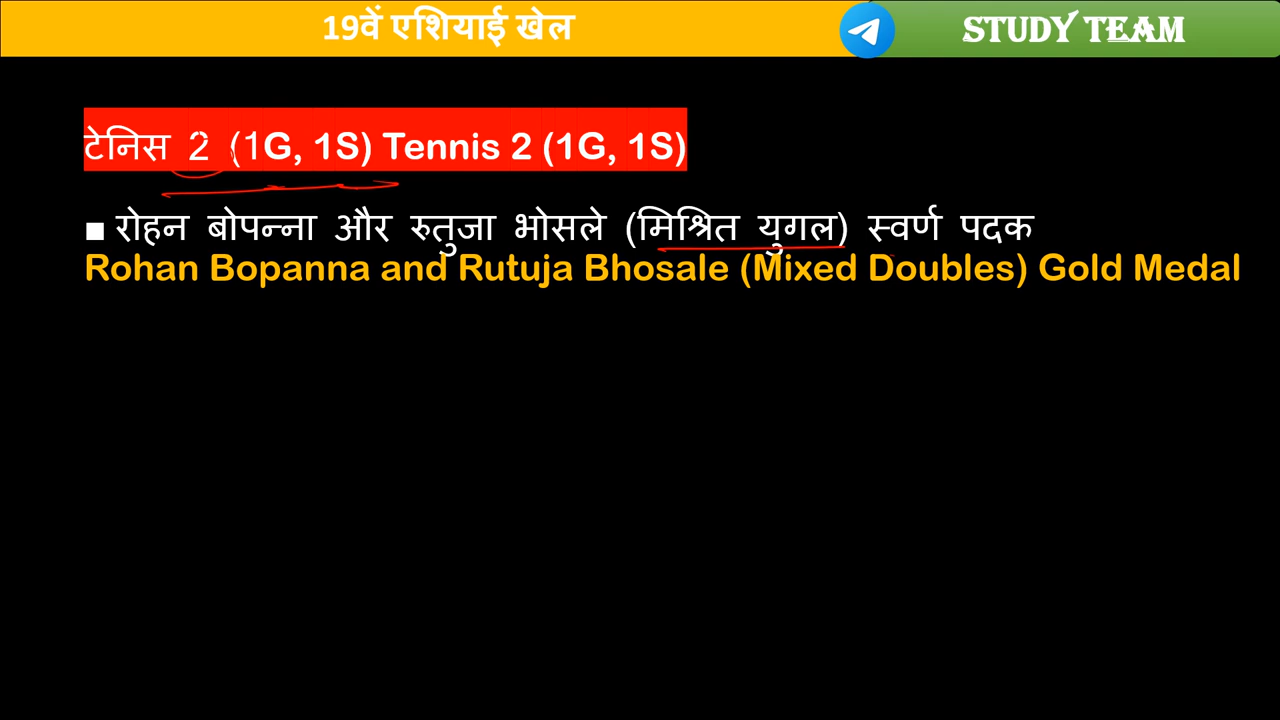 19वें एशियाई खेल
STUDY TEAM
टेनिस 2 (1G, 1S) Tennis 2 (1G, 1S)
■ रोहन बोपन्ना और रुतुजा भोसले (मिश्रित युगल) स्वर्ण पदक
Rohan Bopanna and Rutuja Bhosale (Mixed Doubles) Gold Medal